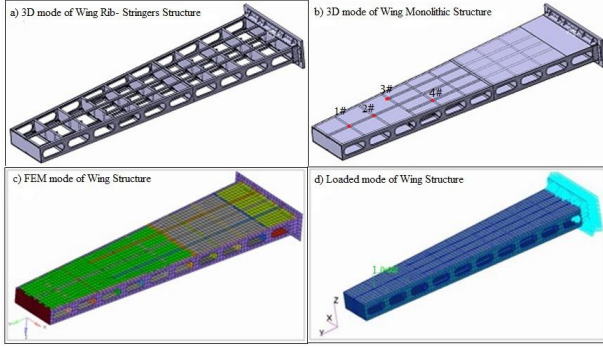 a) 3D mode of Wing Rib- Stringers Structure
b) 3D mode of Wing Monolithic Structure
3#
4#
1#
2#
c) FEM mode of Wing Structure
d) Loaded mode of Wing Structure
Z
X
Y